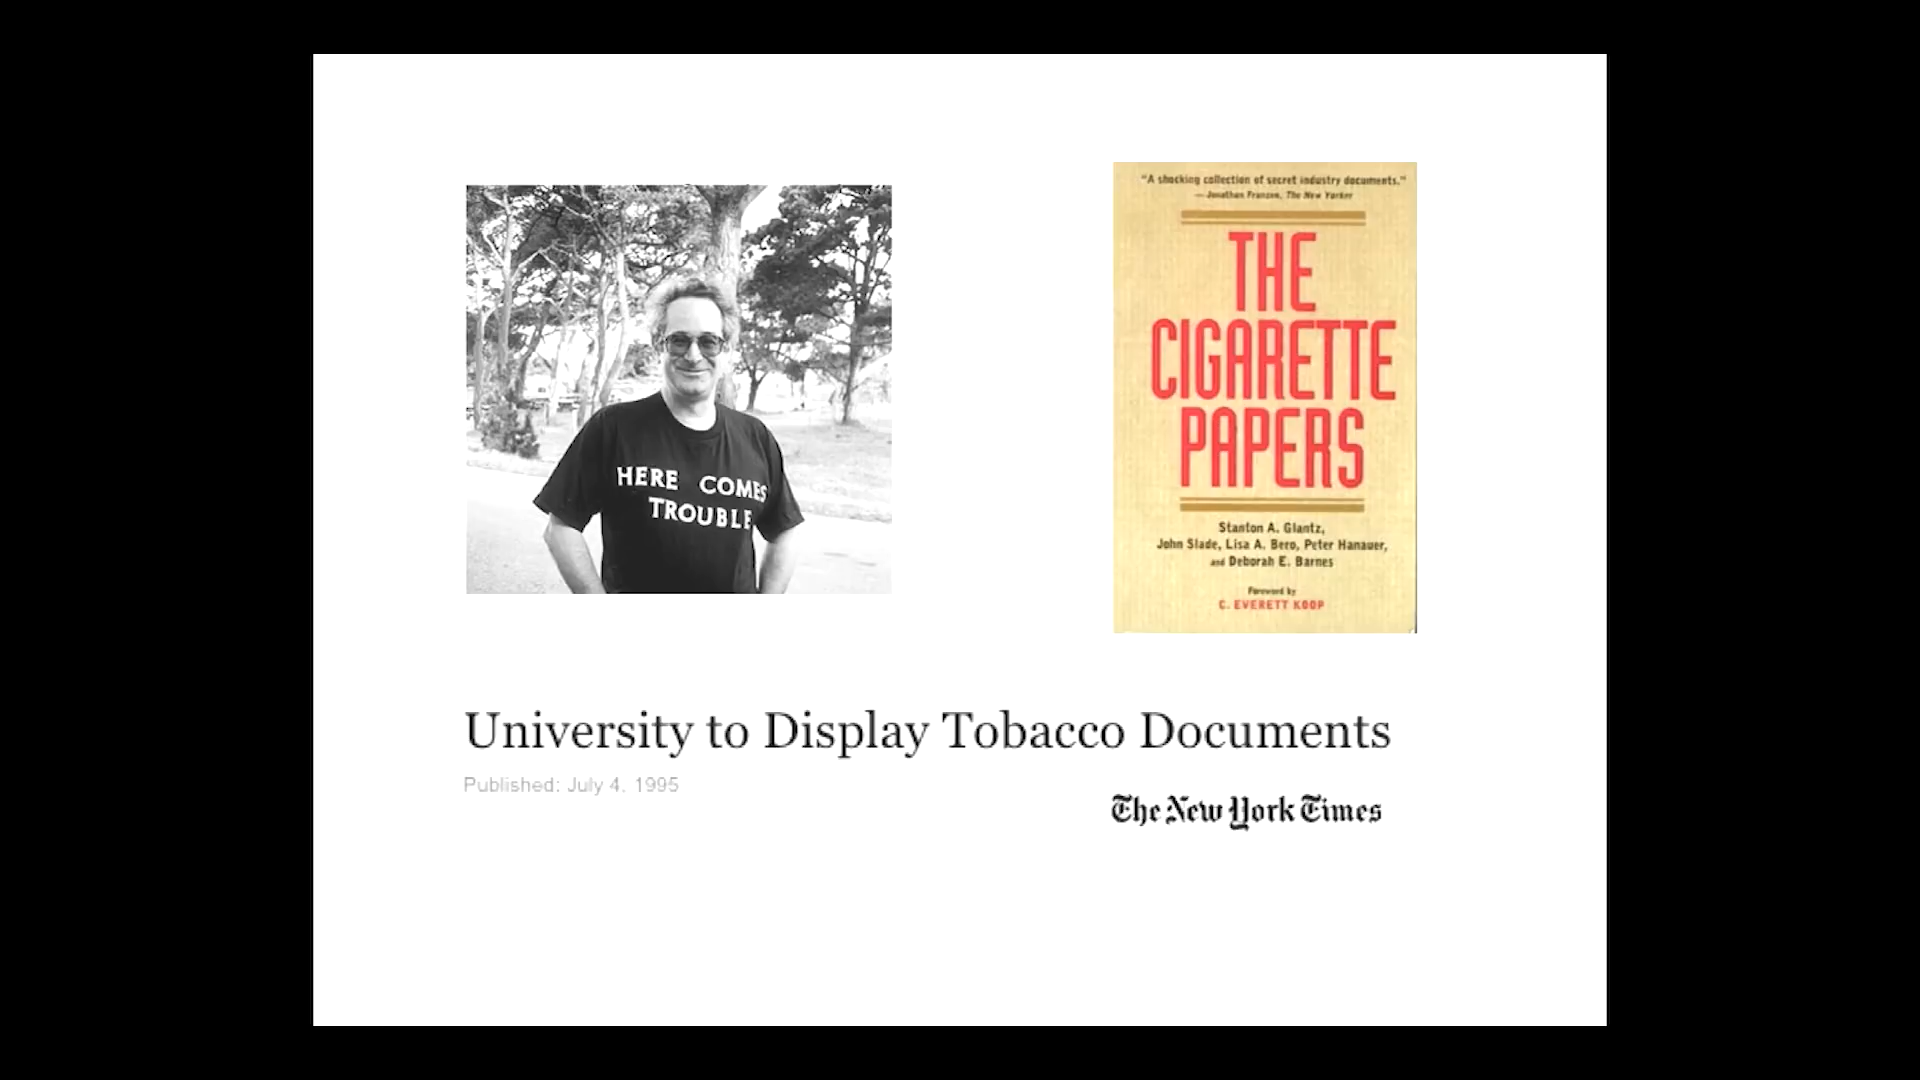 HERE COMES
TROUBLE
"A shocking collection of secret industry documents."
— Jonathan Franzen, The New Yorker
THE
CIGARETTE
PAPERS
Stanton A. Glantz,
John Slade, Lisa A. Bero, Peter Hanauer,
and Deborah E. Barnes
Foreword by
C. EVERETT KOOP
University to Display Tobacco Documents
Published: July 4, 1995
The New York Times